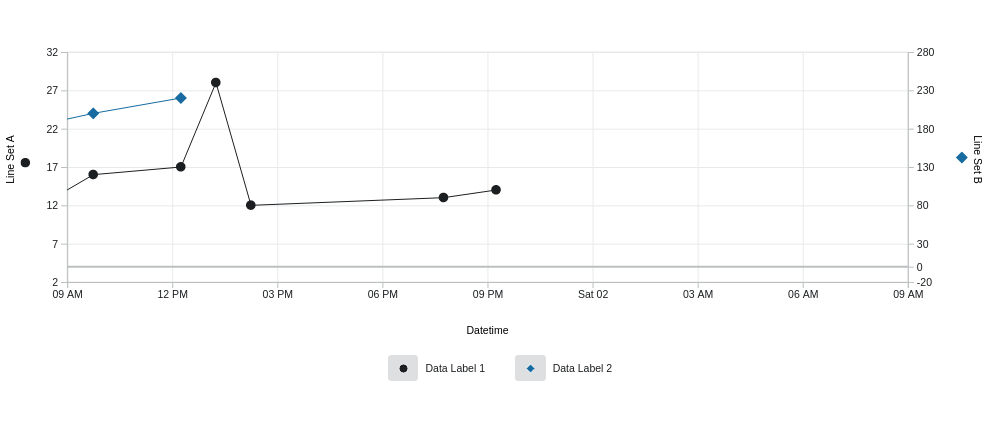 32
27
22
17
12
7
2
Line Set A
280
230
180
130
80
30
0
-20
Line Set B
09 AM
12 PM
03 PM
06 PM
09 PM
Sat 02
03 AM
06 AM
09 AM
Datetime
Data Label 1
Data Label 2